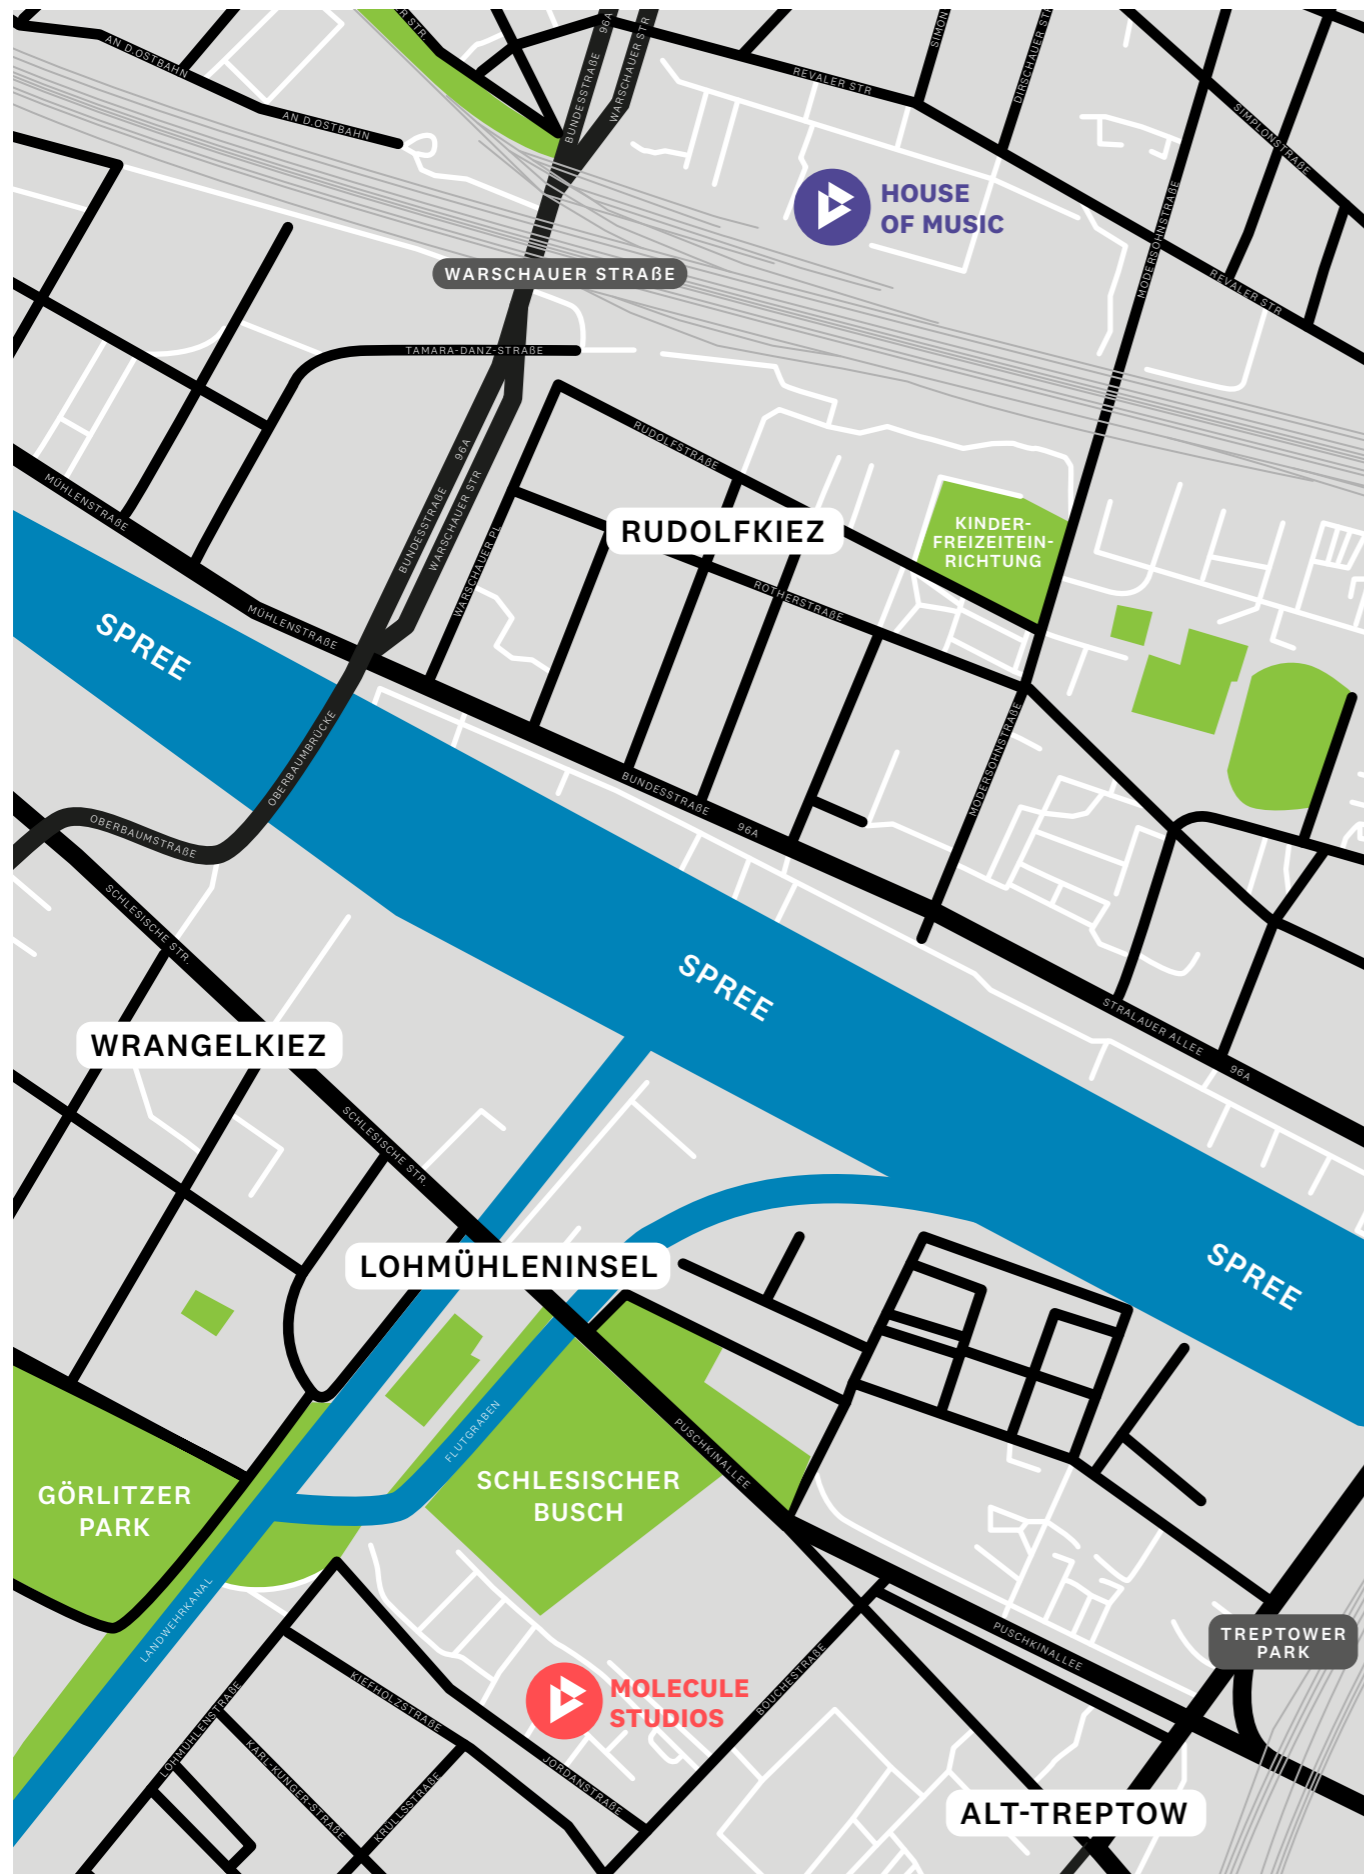 ER STR.
BUNDESSTRAßE
96A
WARSCHAUER STR
AN D.OSTBAHN
AN D.OSTBAHN
REVALER STR
SIMON
DIRSCHAUER STR
SIMPLONSTRAßE
HOUSE
OF MUSIC
MODERSOHNSTRAßE
REVALER STR
WARSCHAUER STRAßE
TAMARA-DANZ-STRAßE
RUDOLFSTRAßE
96A
BUNDESSTRAßE
WARSCHAUER STR
MÜHLENSTRAßE
RUDOLFKIEZ
KINDER-
FREIZEITEIN-
RICHTUNG
WARSCHAUER PL
ROTHERSTRAßE
MÜHLENSTRAßE
SPREE
MODERSOHNSTRAßE
OBERBAUMBRÜCKE
BUNDESSTRAßE
96A
OBERBAUMSTRAßE
SCHLESISCHE STR.
SPREE
STRALAUER ALLEE
96A
WRANGELKIEZ
SCHLESISCHE STR.
LOHMÜHLENINSEL
SPREE
FLUTGRABEN
PUSCHKINALLEE
GÖRLITZER
PARK
SCHLESISCHER
BUSCH
LANDWEHRKANAL
PUSCHKINALLEE
TREPTOWER
PARK
LOHMÜHLENSTRAßE
KIEFHOLZSTRAßE
MOLECULE
STUDIOS
BOUCHESTRAßE
KARL-KUNGER-STRAßE
KRÜLLSSTRAßE
JORDANSTRAßE
ALT-TREPTOW